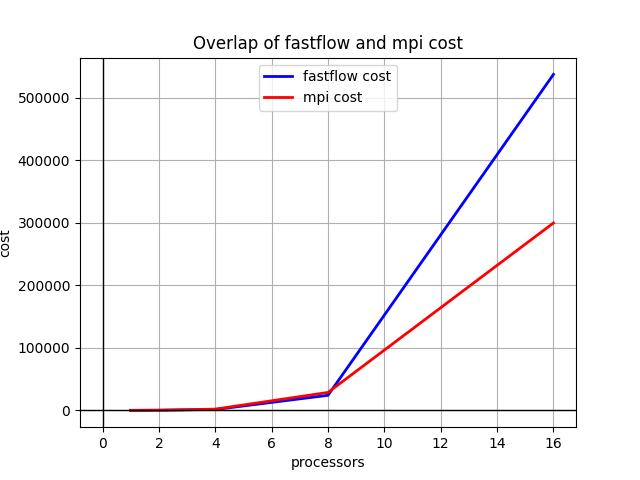 Overlap of fastflow and mpi cost
fastflow cost
mpi cost
500000
400000
300000
200000
100000
0
cost
0 2 4 6 8 10 12 14 16
processors